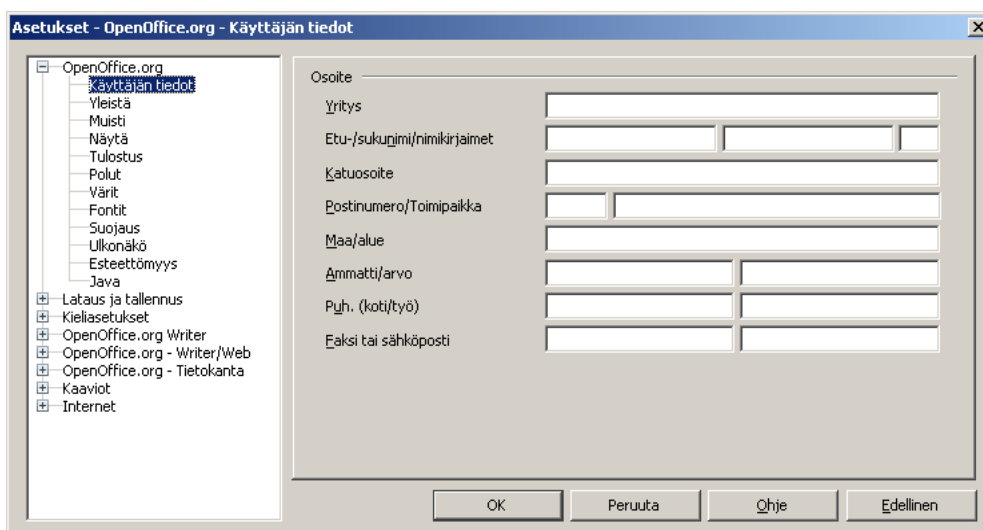 Asetukset - OpenOffice.org - Käyttäjän tiedot
OpenOffice.org
Käyttäjän tiedot
Yleistä
Muisti
Näytä
Tulostus
Polut
Värit
Fontit
Suojaus
Ulkonäkö
Esteettömyys
Java
Lataus ja tallennus
Kieliasetukset
OpenOffice.org Writer
OpenOffice.org - Writer/Web
OpenOffice.org - Tietokanta
Kaaviot
Internet
Osoite
Yritys
Etu-/sukunimi/nimikirjaimet
Katuosoite
Postinumero/Toimipaikka
Maa/alue
Ammatti/arvo
Puh. (koti/työ)
Faksi tai sähköposti
OK Peruuta Ohje Edellinen